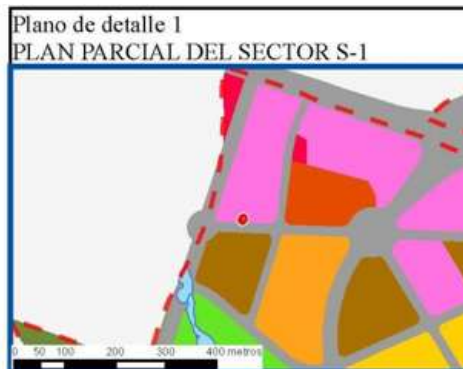 Plano de detalle 1
PLAN PARCIAL DEL SECTOR S-1
0 50 100 200 300 400 metros